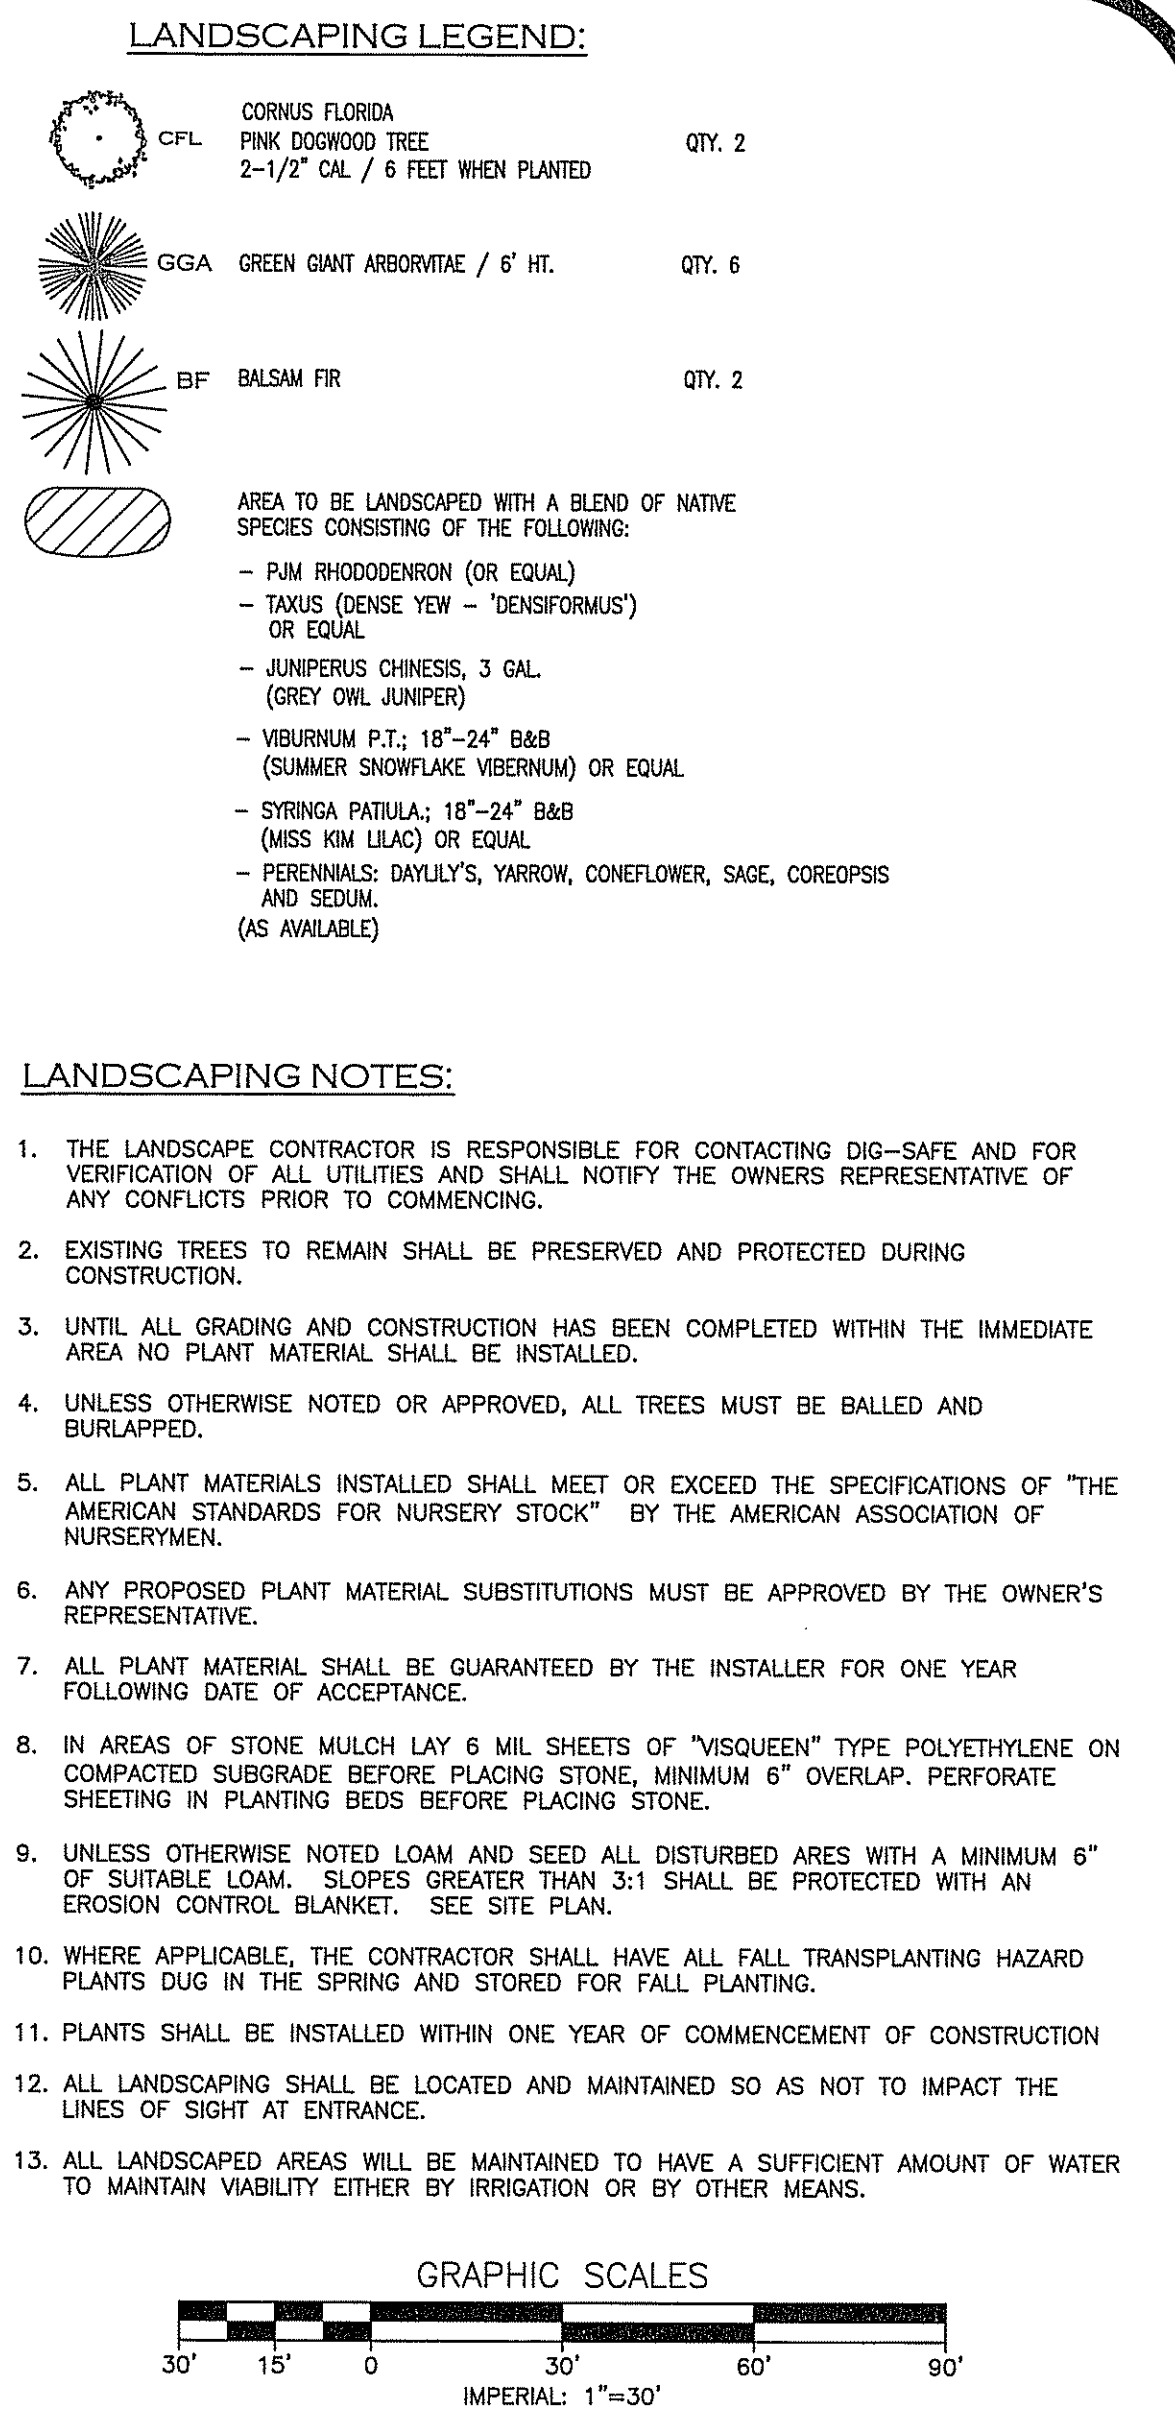 LANDSCAPING LEGEND:
CFL
CORNUS FLORIDA
PINK DOGWOOD TREE QTY. 2
2-1/2" CAL / 6 FEET WHEN PLANTED
GGA GREEN GIANT ARBORVITAE / 6' HT. QTY. 6
BF BALSAM FIR QTY. 2
AREA TO BE LANDSCAPED WITH A BLEND OF NATIVE
SPECIES CONSISTING OF THE FOLLOWING:
- PJM RHODODENRON (OR EQUAL)
- TAXUS (DENSE YEW - 'DENSIFORMUS')
OR EQUAL
- JUNIPERUS CHINESIS, 3 GAL.
(GREY OWL JUNIPER)
- VIBURNUM P.T.; 18"-24" B&B
(SUMMER SNOWFLAKE VIBERNUM) OR EQUAL
- SYRINGA PATIULA.; 18"-24" B&B
(MISS KIM LILAC) OR EQUAL
- PERENNIALS: DAYLILY'S, YARROW, CONEFLOWER, SAGE, COREOPSIS
AND SEDUM.
(AS AVAILABLE)
LANDSCAPING NOTES:
1. THE LANDSCAPE CONTRACTOR IS RESPONSIBLE FOR CONTACTING DIG-SAFE AND FOR
VERIFICATION OF ALL UTILITIES AND SHALL NOTIFY THE OWNERS REPRESENTATIVE OF
ANY CONFLICTS PRIOR TO COMMENCING.
2. EXISTING TREES TO REMAIN SHALL BE PRESERVED AND PROTECTED DURING
CONSTRUCTION.
3. UNTIL ALL GRADING AND CONSTRUCTION HAS BEEN COMPLETED WITHIN THE IMMEDIATE
AREA NO PLANT MATERIAL SHALL BE INSTALLED.
4. UNLESS OTHERWISE NOTED OR APPROVED, ALL TREES MUST BE BALLED AND
BURLAPPED.
5. ALL PLANT MATERIALS INSTALLED SHALL MEET OR EXCEED THE SPECIFICATIONS OF "THE
AMERICAN STANDARDS FOR NURSERY STOCK" BY THE AMERICAN ASSOCIATION OF
NURSERYMEN.
6. ANY PROPOSED PLANT MATERIAL SUBSTITUTIONS MUST BE APPROVED BY THE OWNER'S
REPRESENTATIVE.
7. ALL PLANT MATERIAL SHALL BE GUARANTEED BY THE INSTALLER FOR ONE YEAR
FOLLOWING DATE OF ACCEPTANCE.
8. IN AREAS OF STONE MULCH LAY 6 MIL SHEETS OF "VISQUEEN" TYPE POLYETHYLENE ON
COMPACTED SUBGRADE BEFORE PLACING STONE, MINIMUM 6" OVERLAP. PERFORATE
SHEETING IN PLANTING BEDS BEFORE PLACING STONE.
9. UNLESS OTHERWISE NOTED LOAM AND SEED ALL DISTURBED ARES WITH A MINIMUM 6"
OF SUITABLE LOAM. SLOPES GREATER THAN 3:1 SHALL BE PROTECTED WITH AN
EROSION CONTROL BLANKET. SEE SITE PLAN.
10. WHERE APPLICABLE, THE CONTRACTOR SHALL HAVE ALL FALL TRANSPLANTING HAZARD
PLANTS DUG IN THE SPRING AND STORED FOR FALL PLANTING.
11. PLANTS SHALL BE INSTALLED WITHIN ONE YEAR OF COMMENCEMENT OF CONSTRUCTION
12. ALL LANDSCAPING SHALL BE LOCATED AND MAINTAINED SO AS NOT TO IMPACT THE
LINES OF SIGHT AT ENTRANCE.
13. ALL LANDSCAPED AREAS WILL BE MAINTAINED TO HAVE A SUFFICIENT AMOUNT OF WATER
TO MAINTAIN VIABILITY EITHER BY IRRIGATION OR BY OTHER MEANS.
GRAPHIC SCALES
30' 15' 0 30' 60' 90'
IMPERIAL: 1"=30'